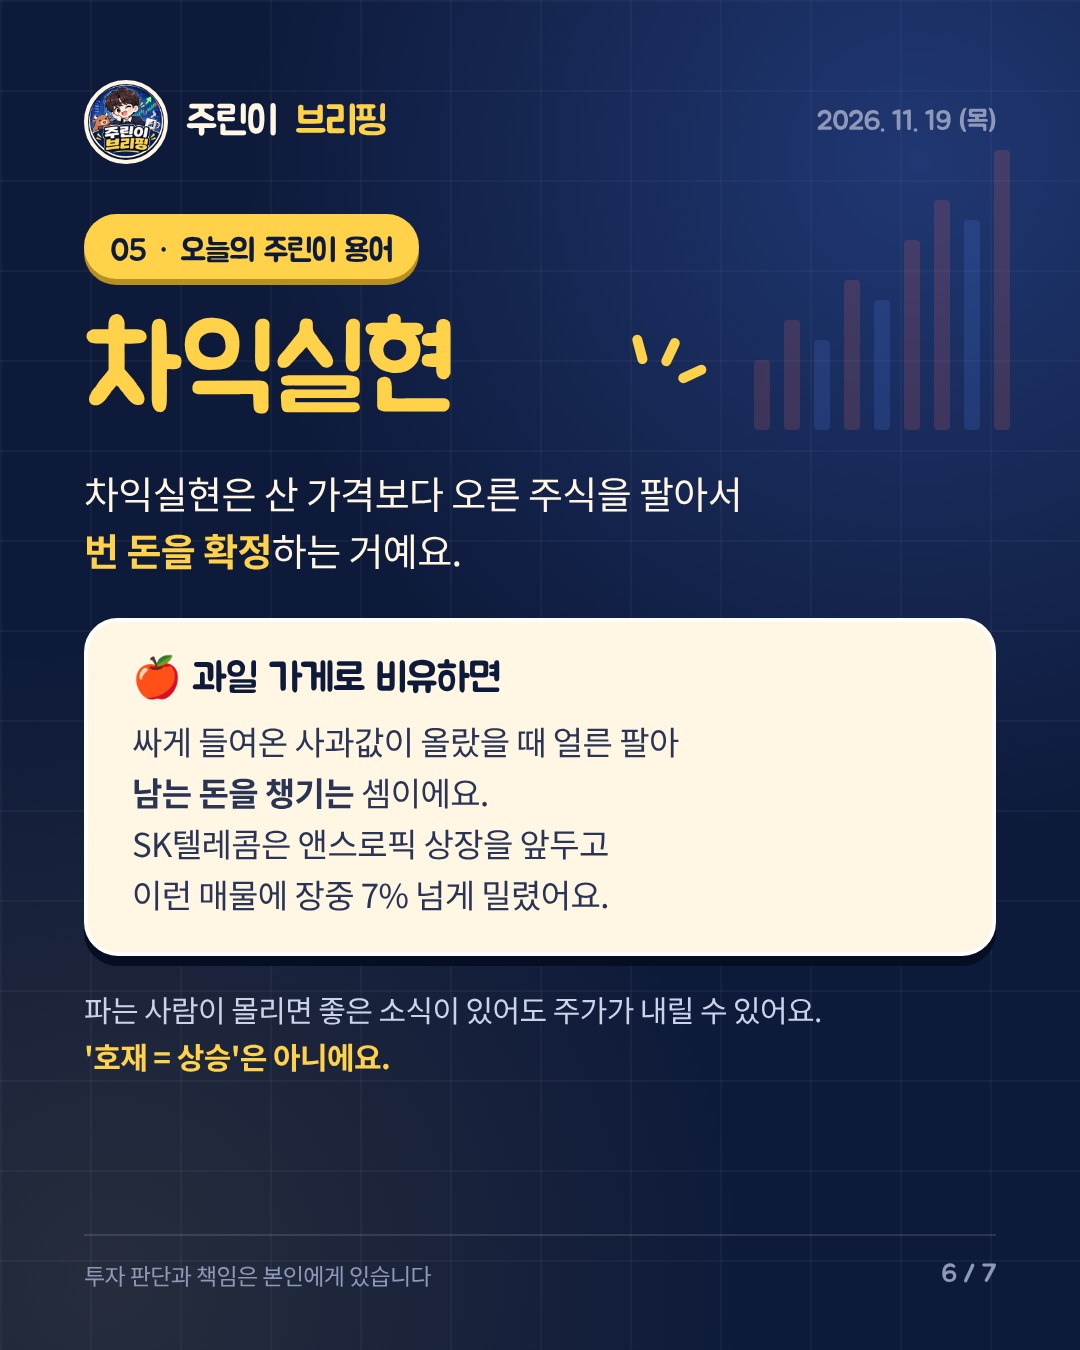 주린이 브리핑
주린이 브리핑
2026. 11. 19 (목)
05 · 오늘의 주린이 용어
차익실현
차익실현은 산 가격보다 오른 주식을 팔아서
번 돈을 확정하는 거예요.
과일 가게로 비유하면
싸게 들여온 사과값이 올랐을 때 얼른 팔아
남는 돈을 챙기는 셈이에요.
SK텔레콤은 앤스로픽 상장을 앞두고
이런 매물에 장중 7% 넘게 밀렸어요.
파는 사람이 몰리면 좋은 소식이 있어도 주가가 내릴 수 있어요.
'호재 = 상승'은 아니에요.
투자 판단과 책임은 본인에게 있습니다
6 / 7